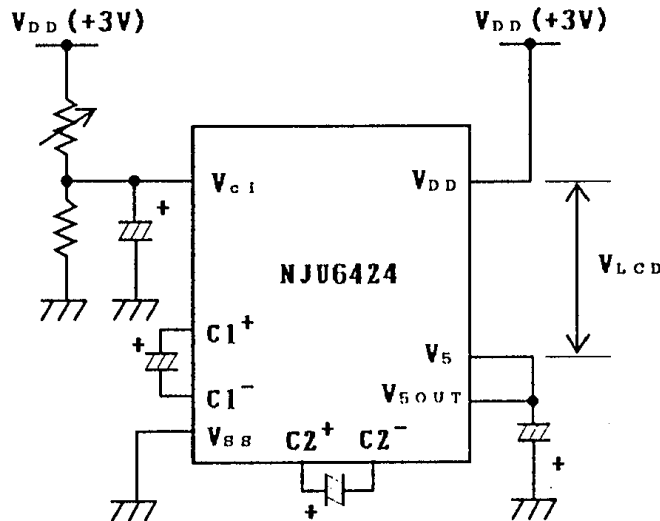 VDD (+3V)
VDD (+3V)
Vci
+
VDD
NJU6424
VLCD
C1+
+
C1-
V5
V5OUT
VSS
C2+
C2-
+
+